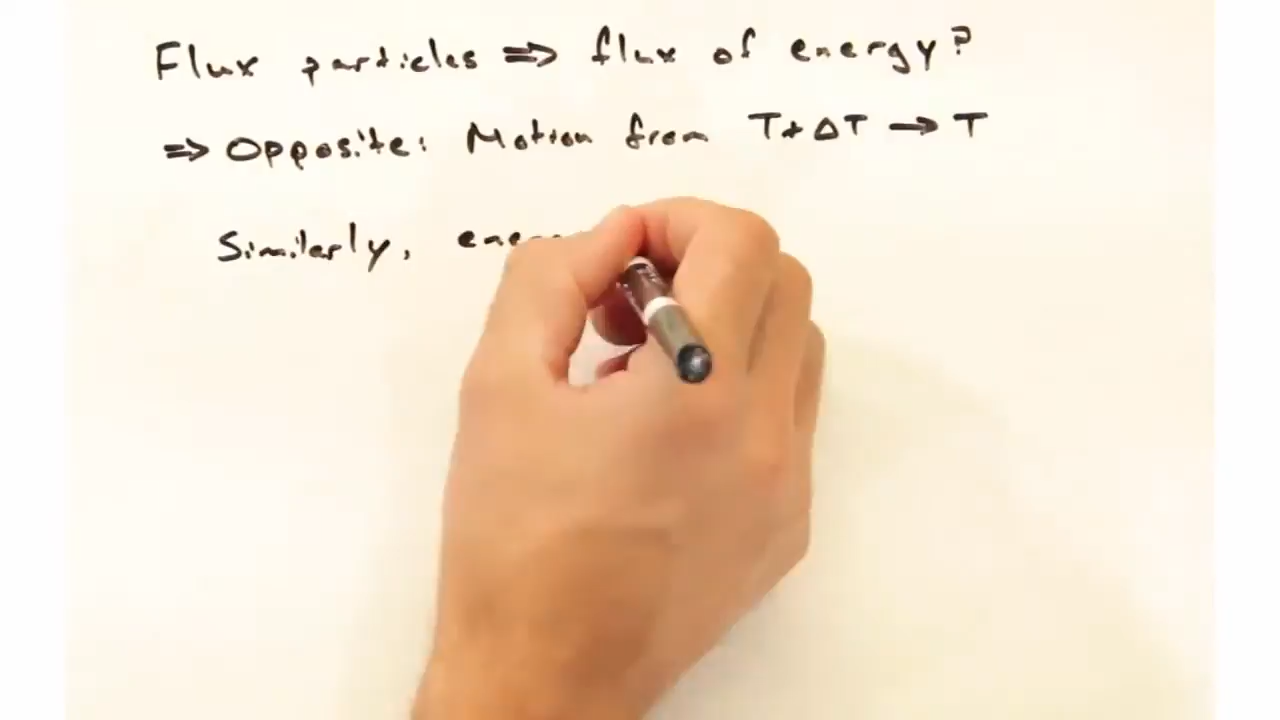 Flux particles ⇒ flux of energy?
⇒ Opposite: Motion from T+ΔT → T
Similarly,